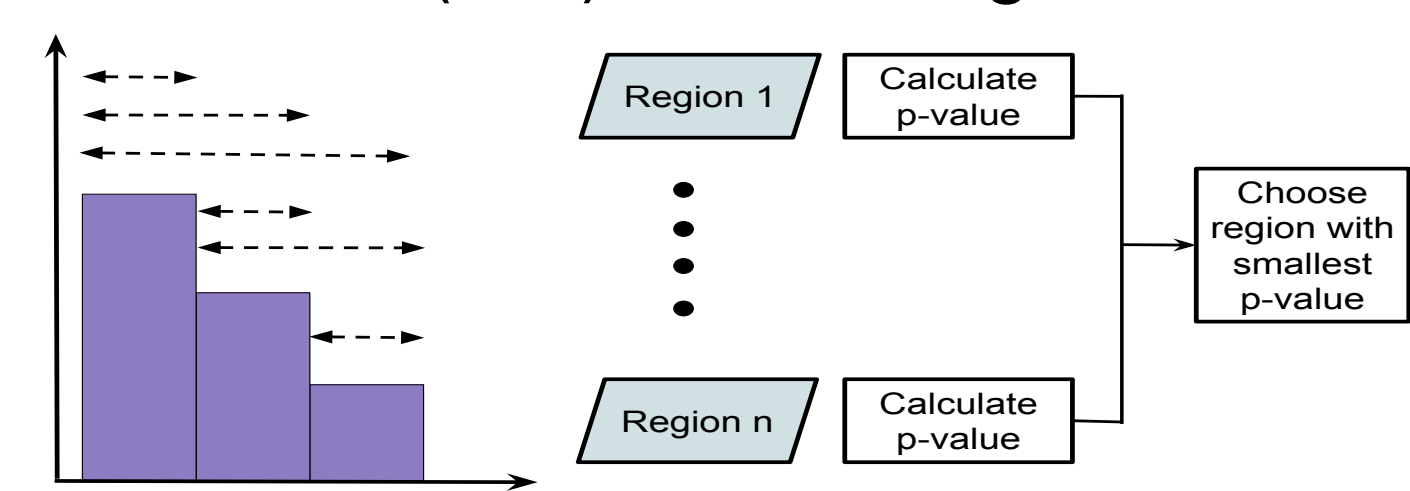 Region 1
Calculate
p-value
Choose
region with
smallest
p-value
Region n
Calculate
p-value